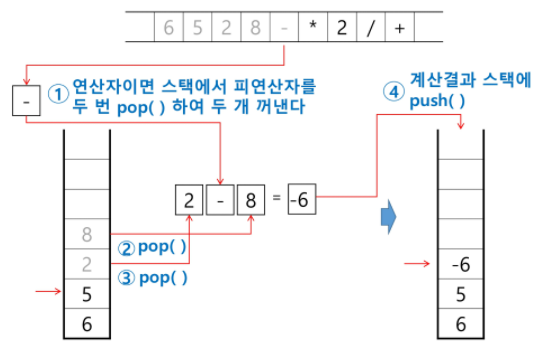 6 5 2 8 - * 2 / +
① 연산자이면 스택에서 피연산자를
두 번 pop( ) 하여 두 개 꺼낸다
④ 계산결과 스택에
push( )
-
2 - 8 = -6
8
② pop( )
2
③ pop( )
5
6
-6
5
6